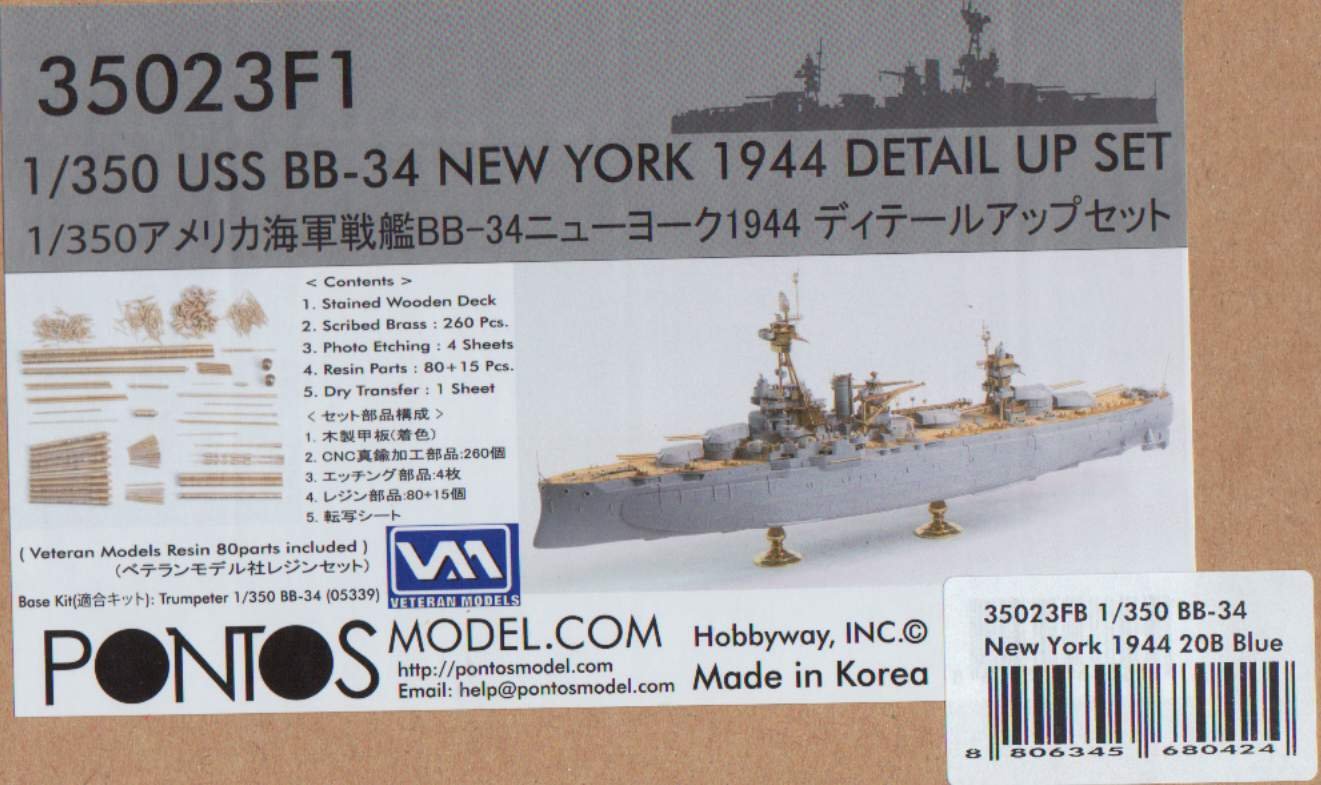 35023F1
1/350 USS BB-34 NEW YORK 1944 DETAIL UP SET
1/350アメリカ海軍戦艦BB-34ニューヨーク1944 ディテールアップセット
< Contents >
1. Stained Wooden Deck
2. Scribed Brass : 260 Pcs.
3. Photo Etching : 4 Sheets
4. Resin Parts : 80+15 Pcs.
5. Dry Transfer : 1 Sheet
< セット部品構成 >
1. 木製甲板(着色)
2. CNC真鍮加工部品:260個
3. エッチング部品:4枚
4. レジン部品:80+15個
5. 転写シート
( Veteran Models Resin 80parts included )
(ベテランモデル社レジンセット)
Base Kit(適合キット): Trumpeter 1/350 BB-34 (05339)
VM
VETERAN MODELS
PONTOS MODEL.COM
http://pontosmodel.com
Email: help@pontosmodel.com
Hobbyway, INC.©
Made in Korea
35023FB 1/350 BB-34
New York 1944 20B Blue
8 806345 680424